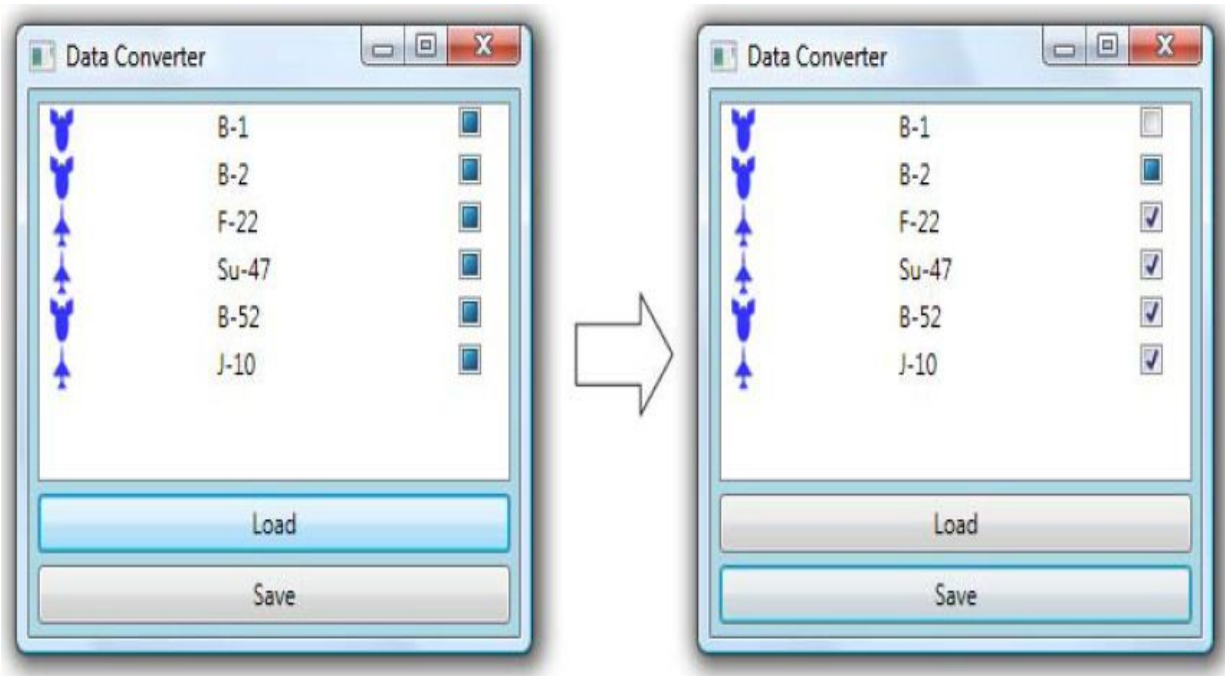 Data Converter
B-1
B-2
F-22
Su-47
B-52
J-10
Load
Save
Data Converter
B-1
B-2
F-22
Su-47
B-52
J-10
Load
Save